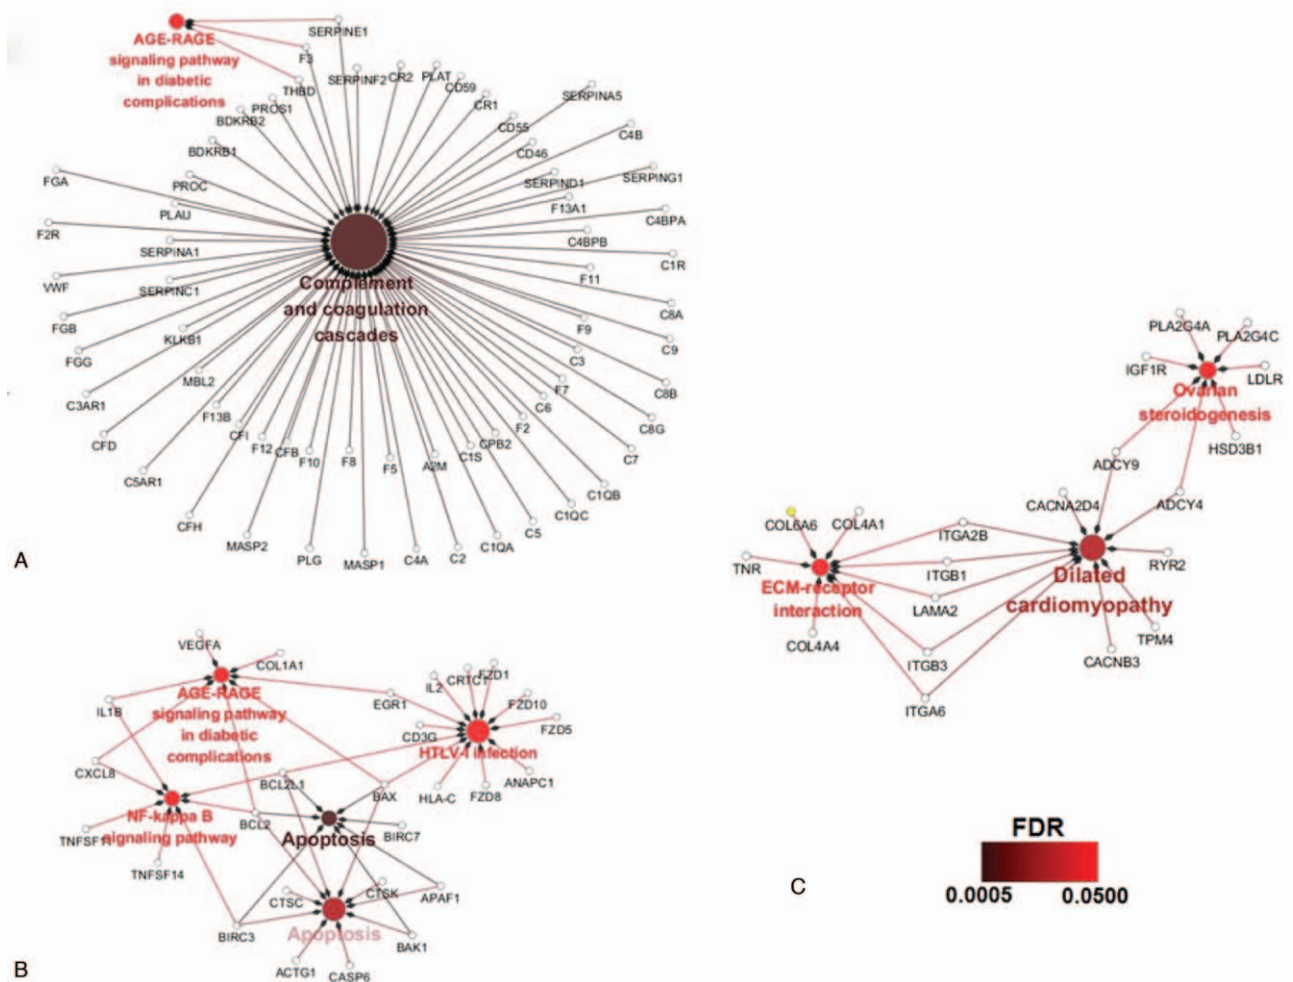 SERPINE1
AGE-RAGE
signaling pathway
in diabetic
complications
F3
THBD
SERPINF2
CR2
PLAT
CD59
CR1
SERPINA5
PROS1
BDKRB2
CD55
C4B
BDKRB1
CD46
FGA
PROC
SERPIND1
SERPING1
PLAU
F13A1
C4BPA
F2R
SERPINA1
C4BPB
C1R
VWF
SERPINC1
F11
Complement
and coagulation
cascades
C8A
FGB
KLKB1
F9
C9
FGG
C3
MBL2
F7
C8B
C3AR1
F13B
C6
C8G
CFD
CFI
F12
CFB
F10
F8
F5
A2M
C1S
CPB2
F2
C7
C5AR1
C1QB
CFH
C1QC
MASP2
C5
PLG
MASP1
C4A
C2
C1QA
A
VEGFA
COL1A1
AGE-RAGE
signaling pathway
in diabetic
complications
IL1B
EGR1
IL2
CRTC1
FZD1
FZD10
FZD5
CD3G
HTLV-I infection
CXCL8
BCL2L1
BAX
HLA-C
FZD8
ANAPC1
NF-kappa B
signaling pathway
TNFSF11
BCL2
Apoptosis
BIRC7
TNFSF14
CTSC
CTSK
APAF1
BIRC3
Apoptosis
BAK1
ACTG1
CASP6
B
PLA2G4A
PLA2G4C
IGF1R
LDLR
Ovarian
steroidogenesis
HSD3B1
ADCY9
CACNA2D4
ADCY4
COL6A6
COL4A1
ITGA2B
TNR
ECM-receptor
interaction
ITGB1
RYR2
Dilated
cardiomyopathy
LAMA2
COL4A4
ITGB3
TPM4
CACNB3
ITGA6
FDR
0.0005
0.0500
C